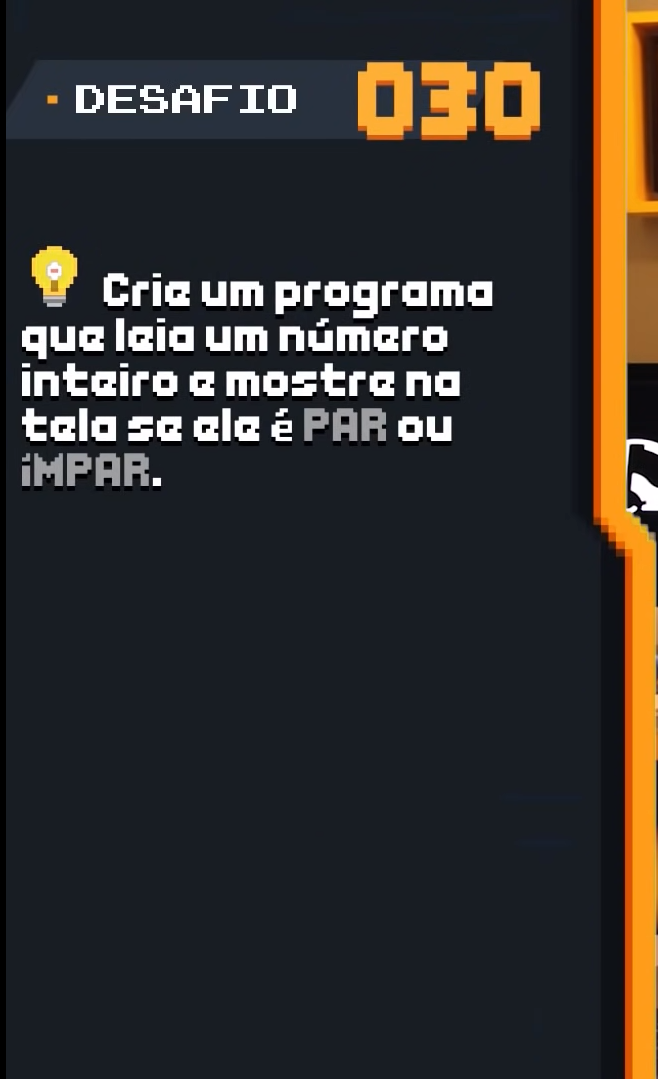 DESAFIO 030
Crie um programa
que leia um número
inteiro e mostre na
tela se ele é PAR ou
íMPAR.